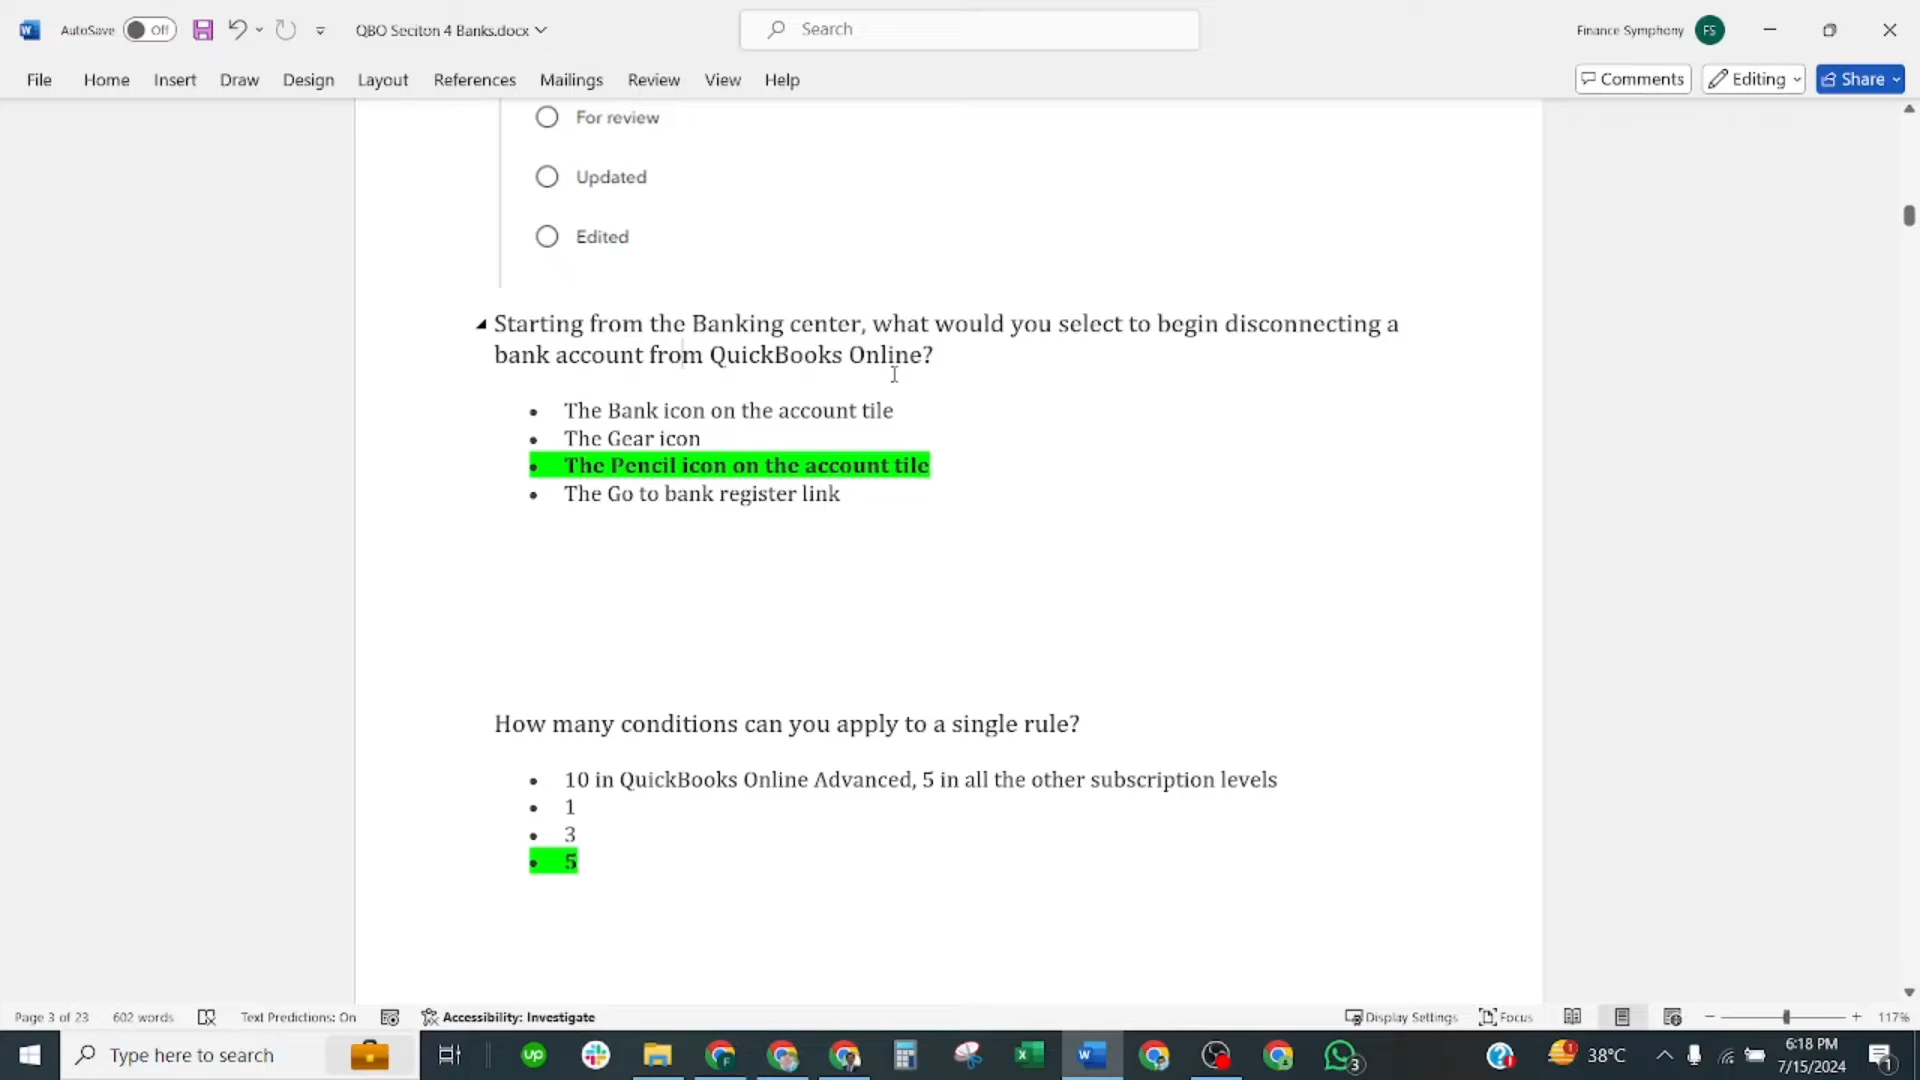 AutoSave Off QBO Seciton 4 Banks.docx Search Finance Symphony FS
File Home Insert Draw Design Layout References Mailings Review View Help Comments Editing Share
For review
Updated
Edited
Starting from the Banking center, what would you select to begin disconnecting a
bank account from QuickBooks Online?
• The Bank icon on the account tile
• The Gear icon
• The Pencil icon on the account tile
• The Go to bank register link
How many conditions can you apply to a single rule?
• 10 in QuickBooks Online Advanced, 5 in all the other subscription levels
• 1
• 3
• 5
Page 3 of 23 602 words Text Predictions: On Accessibility: Investigate Display Settings Focus 117%
Type here to search up 3 1 38°C 6:18 PM
7/15/2024 1